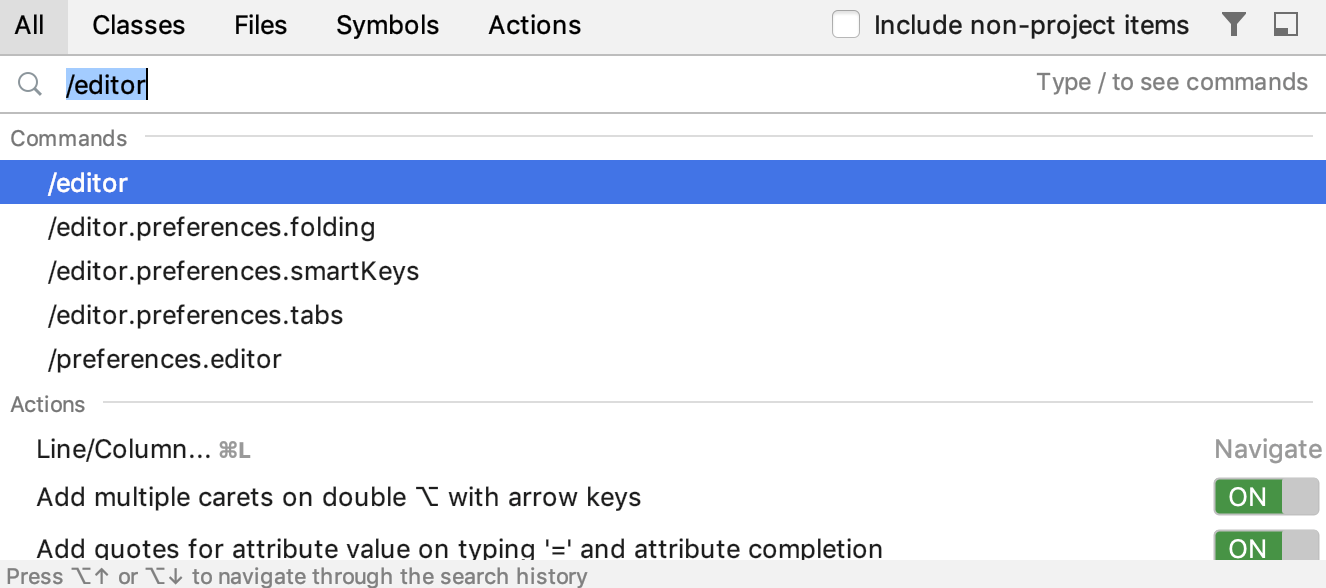 All Classes Files Symbols Actions Include non-project items
/editor Type / to see commands
Commands
/editor
/editor.preferences.folding
/editor.preferences.smartKeys
/editor.preferences.tabs
/preferences.editor
Actions
Line/Column... ⌘L Navigate
Add multiple carets on double ⌥ with arrow keys ON
Add quotes for attribute value on typing '=' and attribute completion ON
Press ⌥↑ or ⌥↓ to navigate through the search history